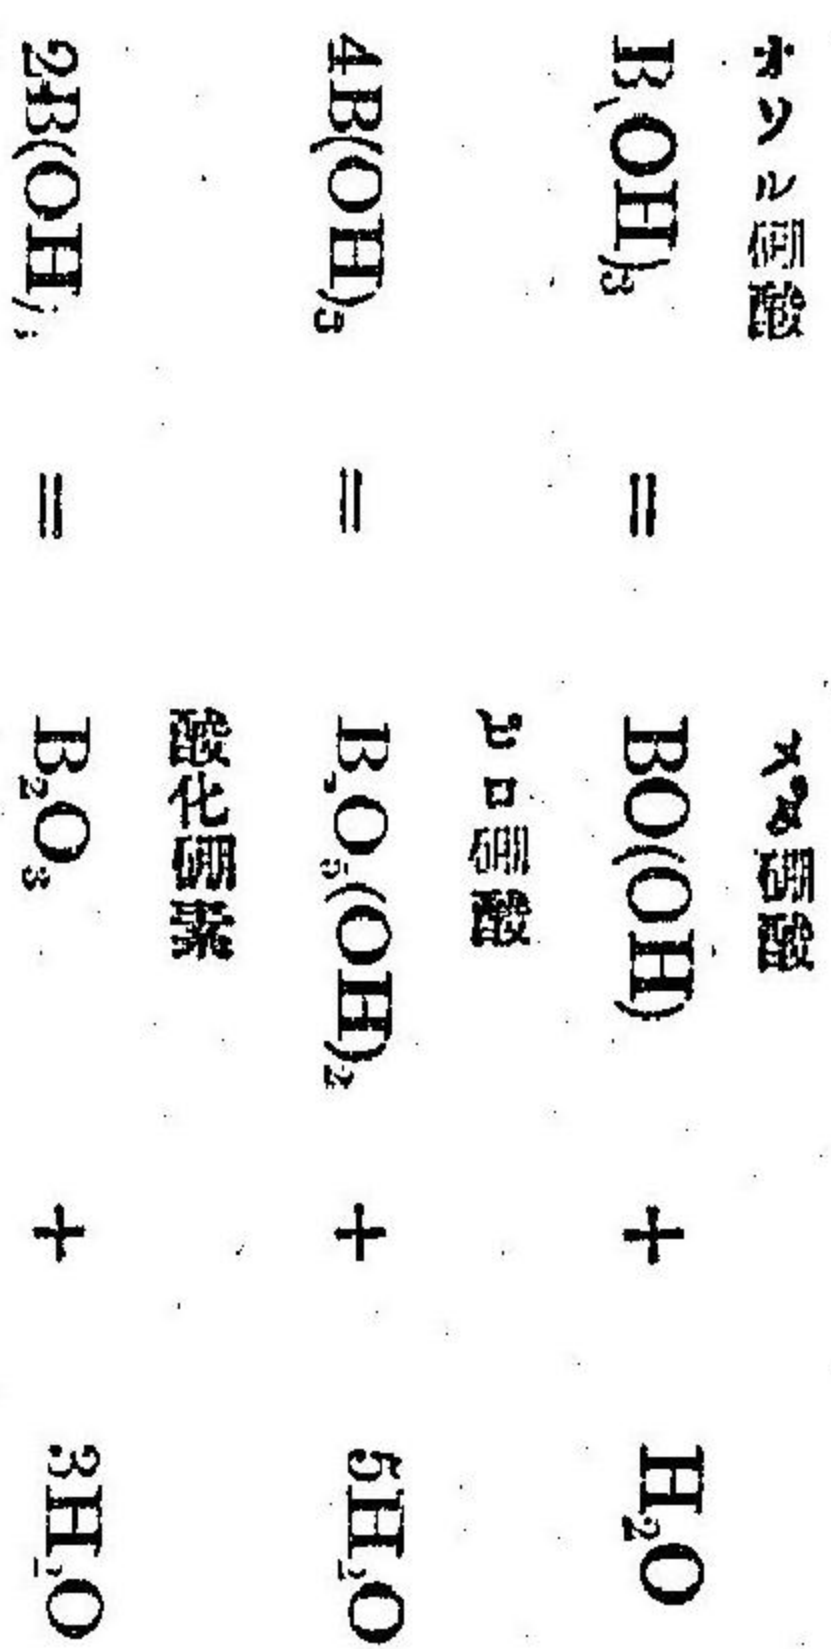 オソル硼酸 メタ硼酸
B(OH)₃ = BO(OH) + H₂O
ピロ硼酸
4B(OH)₃ = B₄O₅(OH)₂ + 5H₂O
酸化硼素
2B(OH)₃ = B₂O₃ + 3H₂O